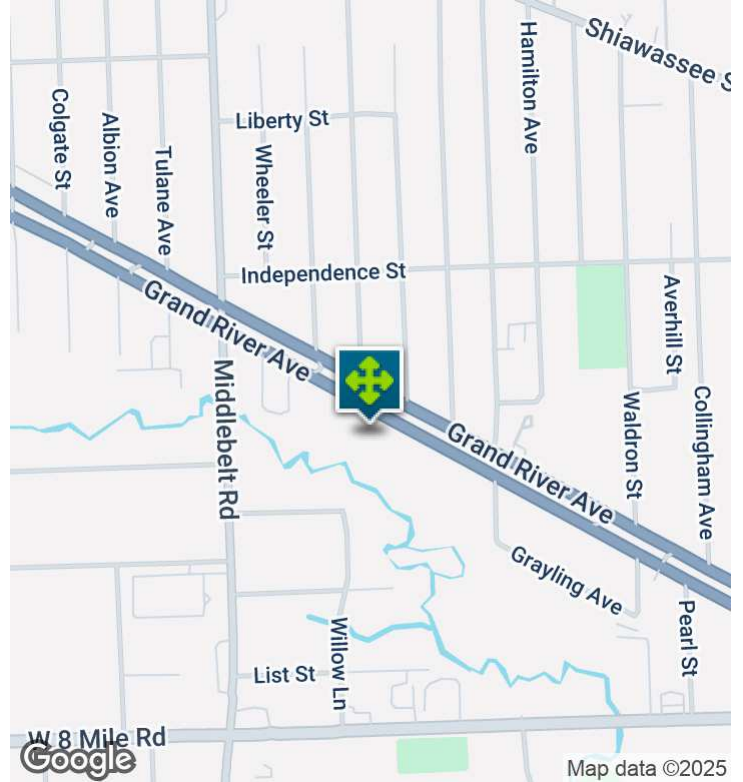 Shiawassee S
Hamilton Ave
Colgate St
Albion Ave
Tulane Ave
Liberty St
Wheeler St
Independence St
Grand River Ave
Averhill St
Middlebelt Rd
Waldron St
Collingham Ave
Grand River Ave
Grayling Ave
Pearl St
Willow Ln
List St
W 8 Mile Rd
Google
Map data ©2025